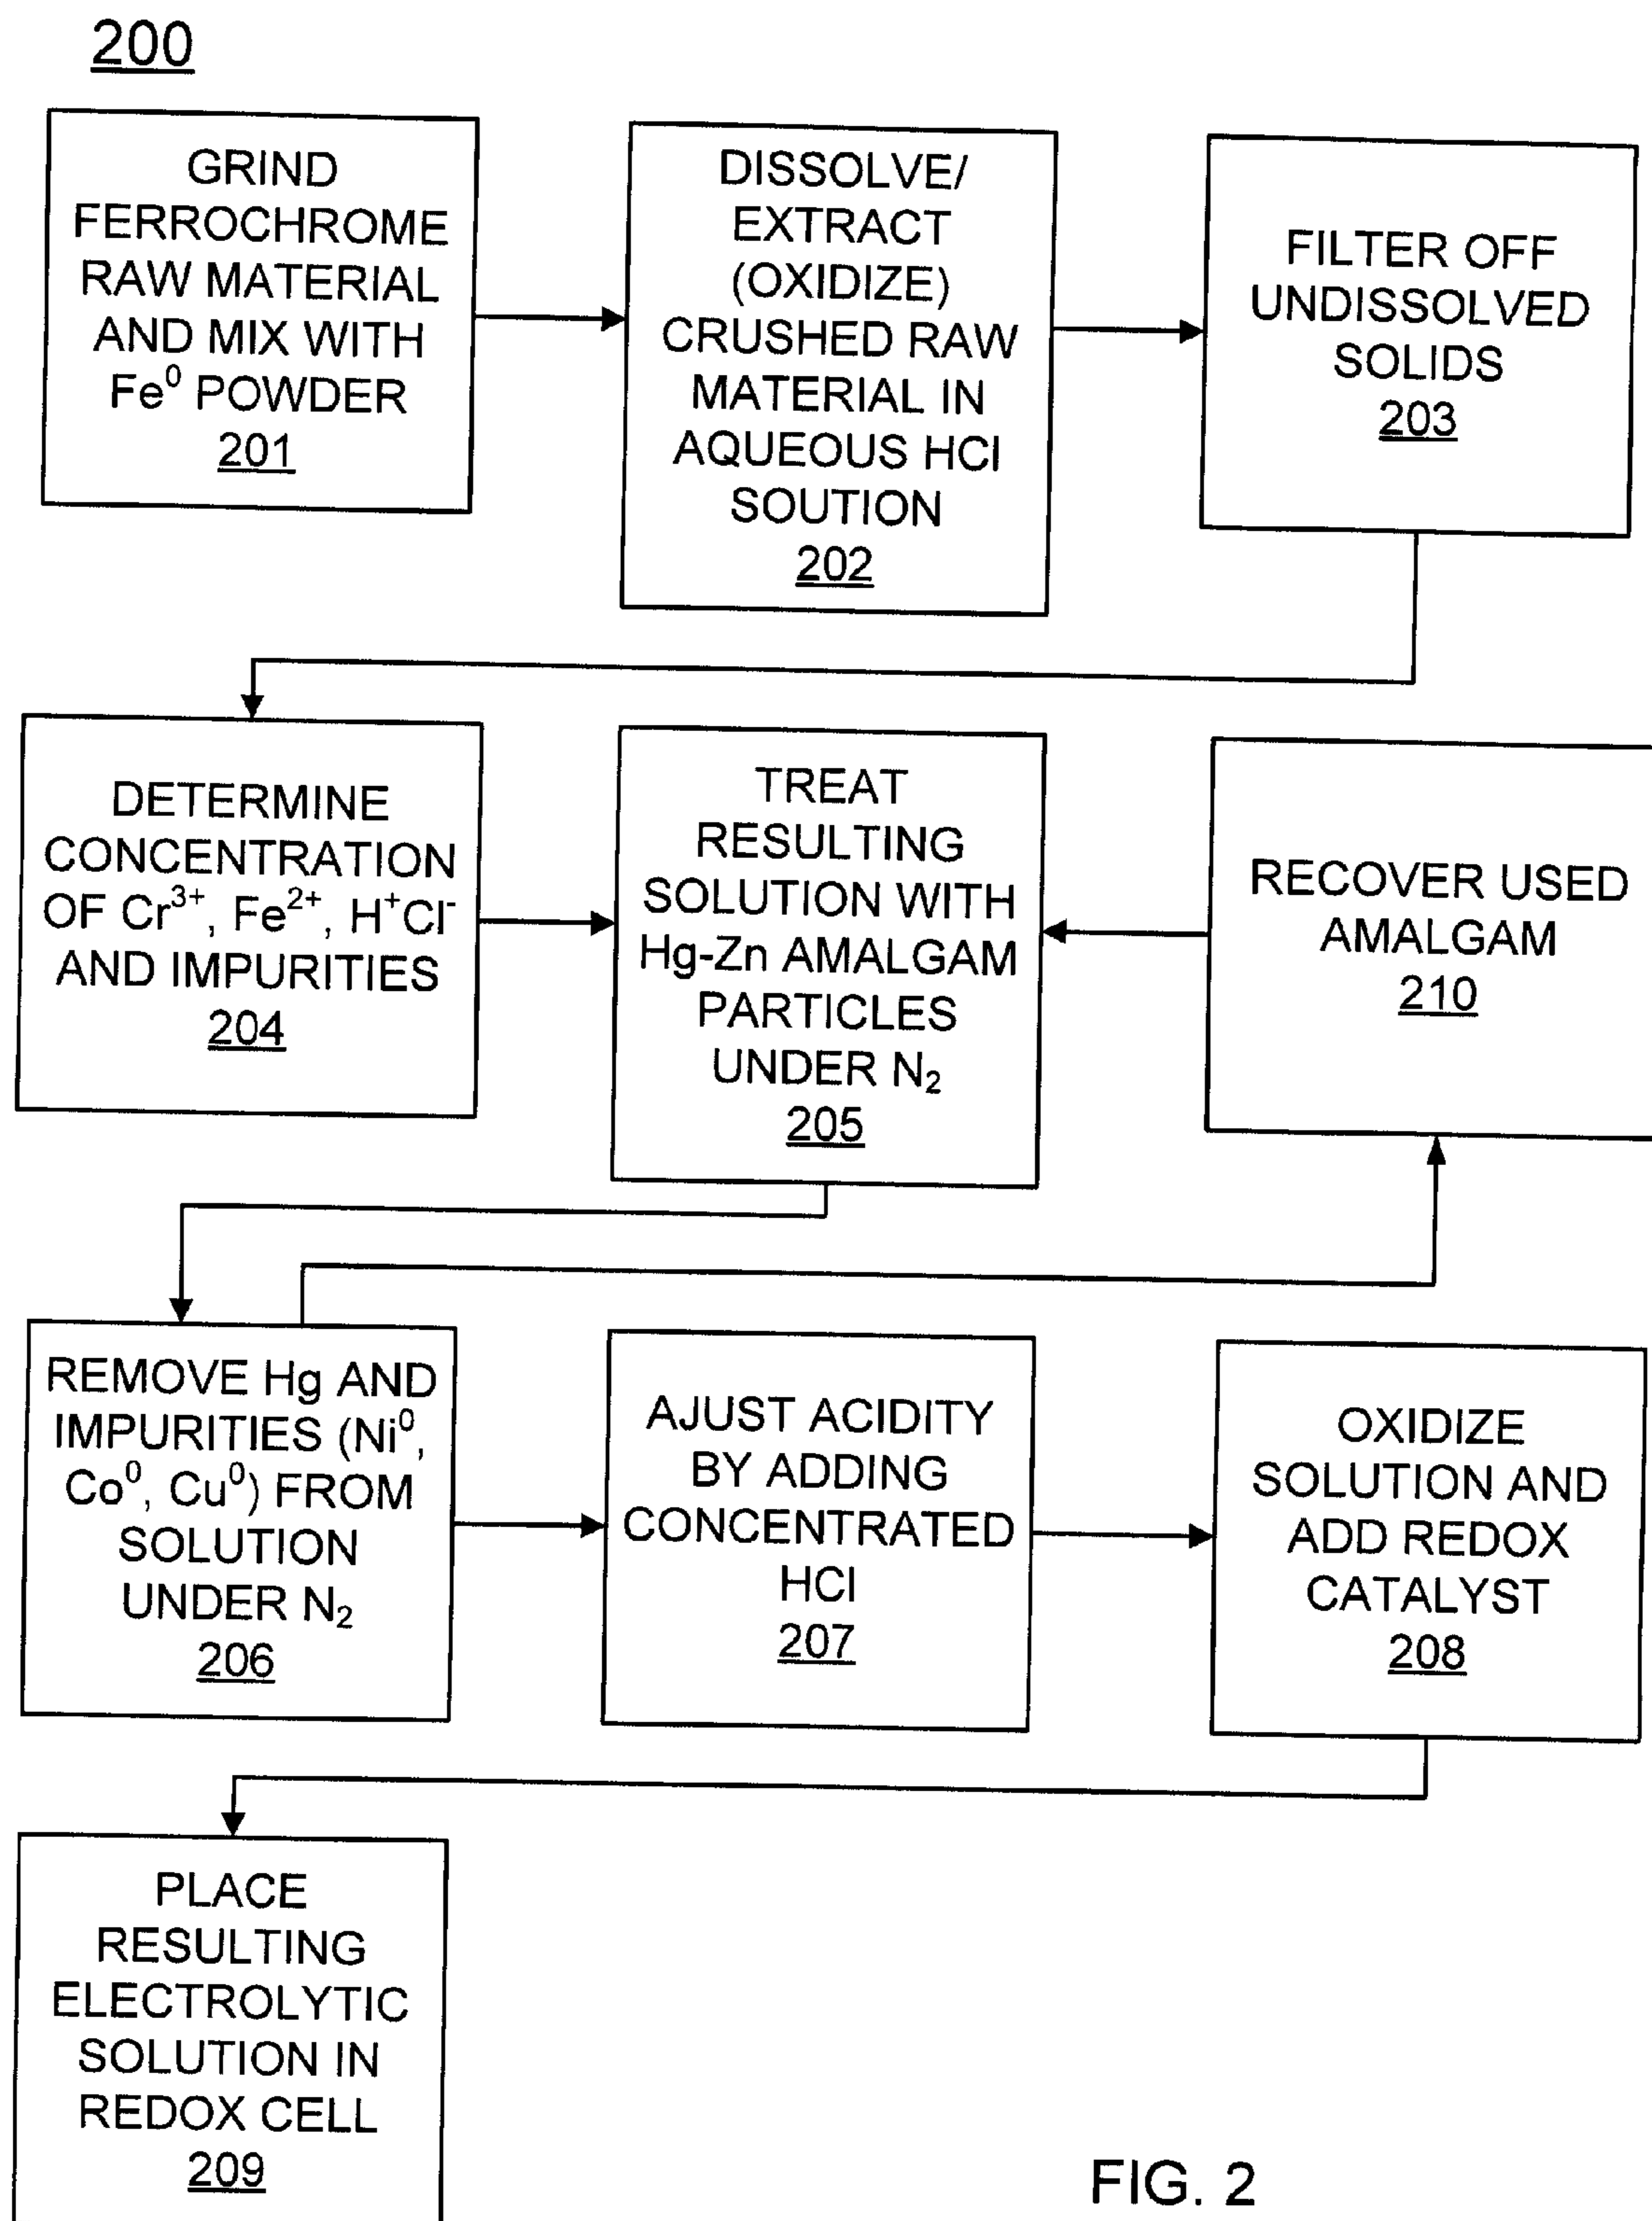 200
GRIND
FERROCHROME
RAW MATERIAL
AND MIX WITH
Fe⁰ POWDER
201
DISSOLVE/
EXTRACT
(OXIDIZE)
CRUSHED RAW
MATERIAL IN
AQUEOUS HCl
SOUTION
202
FILTER OFF
UNDISSOLVED
SOLIDS
203
DETERMINE
CONCENTRATION
OF Cr³⁺, Fe²⁺, H⁺Cl⁻
AND IMPURITIES
204
TREAT
RESULTING
SOLUTION WITH
Hg-Zn AMALGAM
PARTICLES
UNDER N₂
205
RECOVER USED
AMALGAM
210
REMOVE Hg AND
IMPURITIES (Ni⁰,
Co⁰, Cu⁰) FROM
SOLUTION
UNDER N₂
206
AJUST ACIDITY
BY ADDING
CONCENTRATED
HCl
207
OXIDIZE
SOLUTION AND
ADD REDOX
CATALYST
208
PLACE
RESULTING
ELECTROLYTIC
SOLUTION IN
REDOX CELL
209
FIG. 2